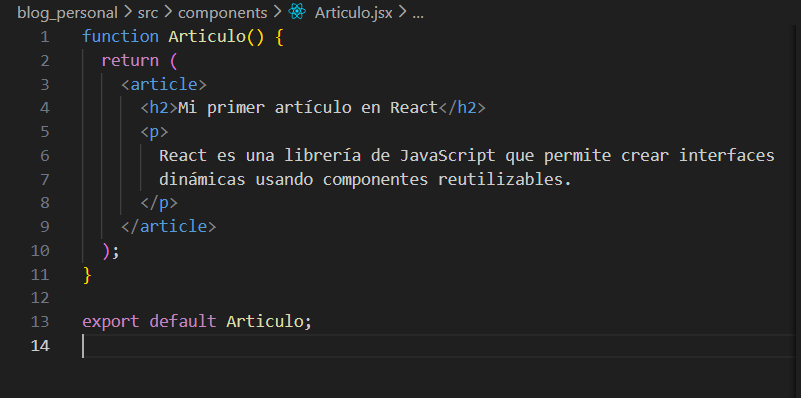 blog_personal > src > components > Articulo.jsx > ...
1 function Articulo() {
2   return (
3     <article>
4       <h2>Mi primer artículo en React</h2>
5       <p>
6         React es una librería de JavaScript que permite crear interfaces
7         dinámicas usando componentes reutilizables.
8       </p>
9     </article>
10   );
11 }
12
13 export default Articulo;
14